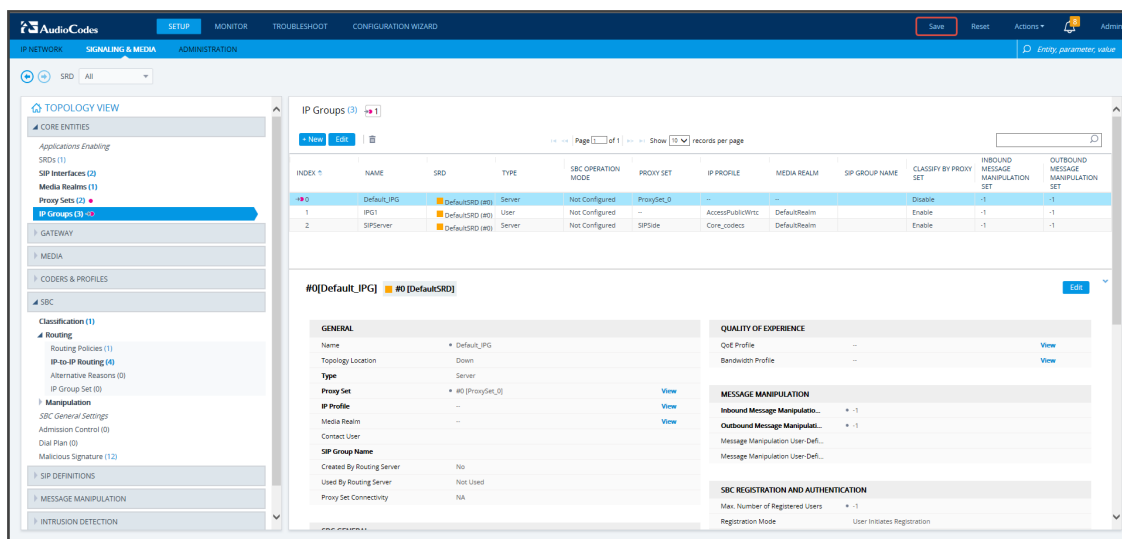 AudioCodes SETUP MONITOR TROUBLESHOOT CONFIGURATION WIZARD Save Reset Actions 8 Admin
IP NETWORK SIGNALING & MEDIA ADMINISTRATION Entity, parameter, value
SRD All
TOPOLOGY VIEW
CORE ENTITIES
Applications Enabling
SRDs (1)
SIP Interfaces (2)
Media Realms (1)
Proxy Sets (2)
IP Groups (3)
GATEWAY
MEDIA
CODERS & PROFILES
SBC
Classification (1)
Routing
Routing Policies (1)
IP-to-IP Routing (4)
Alternative Reasons (0)
IP Group Set (0)
Manipulation
SBC General Settings
Admission Control (0)
Dial Plan (0)
Malicious Signature (12)
SIP DEFINITIONS
MESSAGE MANIPULATION
INTRUSION DETECTION
IP Groups (3) 1
+ New Edit Page 1 of 1 Show 10 records per page
INDEX NAME SRD TYPE SBC OPERATION MODE PROXY SET IP PROFILE MEDIA REALM SIP GROUP NAME CLASSIFY BY PROXY SET INBOUND MESSAGE MANIPULATION SET OUTBOUND MESSAGE MANIPULATION SET
0 Default_IPG DefaultSRD (#0) Server Not Configured ProxySet_0 -- -- Disable -1 -1
1 IPG1 DefaultSRD (#0) User Not Configured -- AccessPublicWrtc DefaultRealm Enable -1 -1
2 SIPServer DefaultSRD (#0) Server Not Configured SIPSide Core_codecs DefaultRealm Enable -1 -1
#0[Default_IPG] #0 [DefaultSRD] Edit
GENERAL
Name Default_IPG
Topology Location Down
Type Server
Proxy Set #0 [ProxySet_0] View
IP Profile -- View
Media Realm -- View
Contact User
SIP Group Name
Created By Routing Server No
Used By Routing Server Not Used
Proxy Set Connectivity NA
SBC GENERAL
QUALITY OF EXPERIENCE
QoE Profile -- View
Bandwidth Profile -- View
MESSAGE MANIPULATION
Inbound Message Manipulatio... -1
Outbound Message Manipulati... -1
Message Manipulation User-Defi...
Message Manipulation User-Defi...
SBC REGISTRATION AND AUTHENTICATION
Max. Number of Registered Users -1
Registration Mode User Initiates Registration